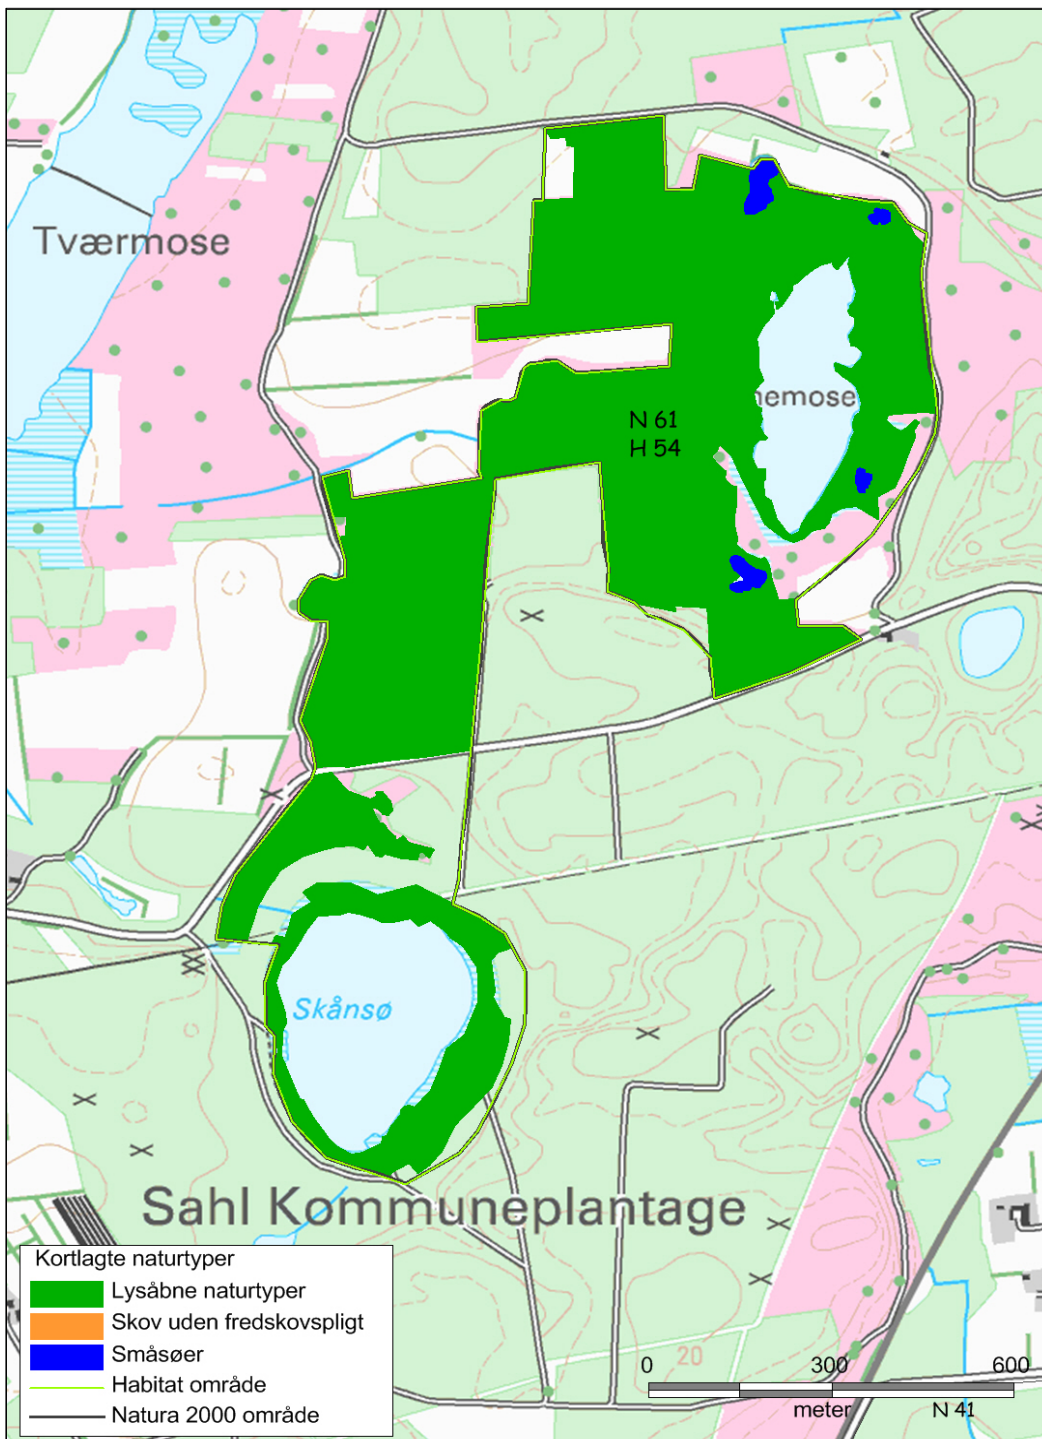 Tværmose
N 61
H 54
nemose
Skånsø
Sahl Kommuneplantage
Kortlagte naturtyper
Lysåbne naturtyper
Skov uden fredskovspligt
Småsøer
Habitat område
Natura 2000 område
20
0 300 600
meter N 41